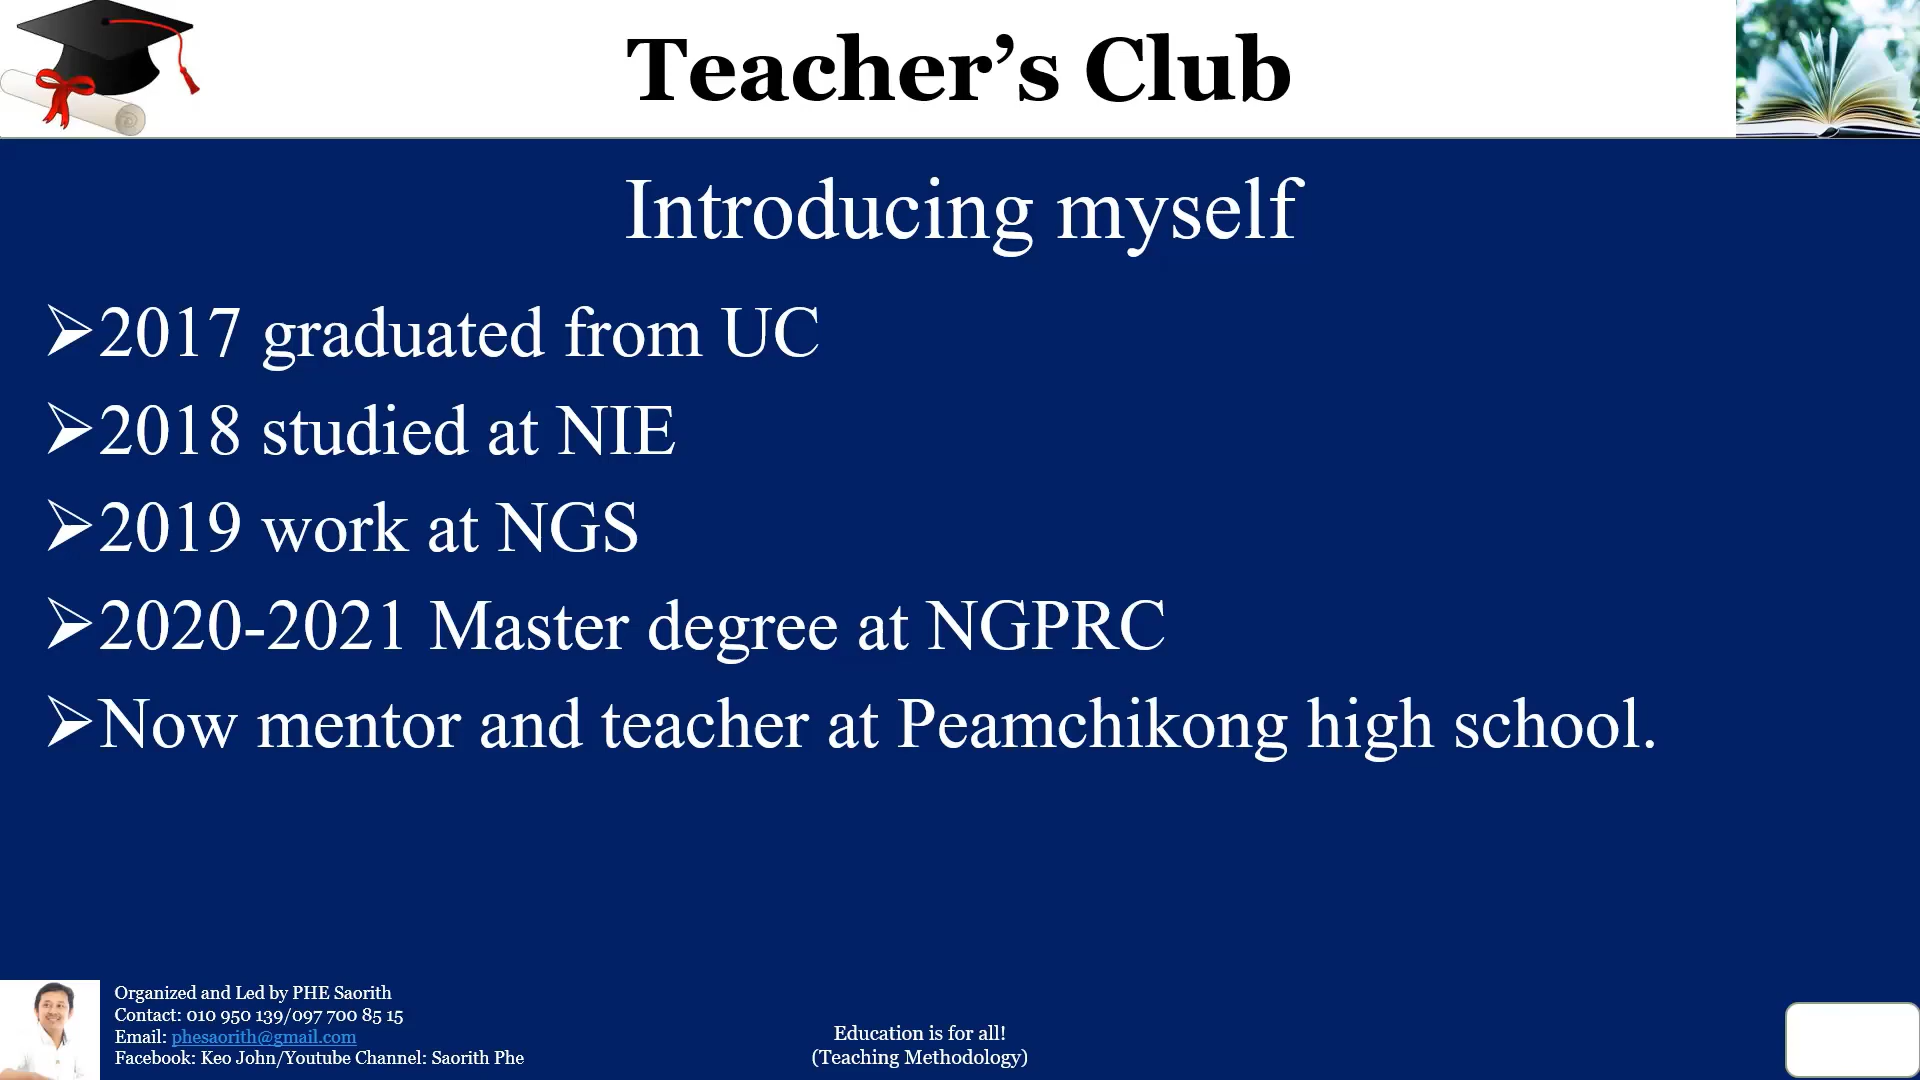 Teacher’s Club
Introducing myself
➢2017 graduated from UC
➢2018 studied at NIE
➢2019 work at NGS
➢2020-2021 Master degree at NGPRC
➢Now mentor and teacher at Peamchikong high school.
Organized and Led by PHE Saorith
Contact: 010 950 139/097 700 85 15
Email: phesaorith@gmail.com
Facebook: Keo John/Youtube Channel: Saorith Phe
Education is for all!
(Teaching Methodology)